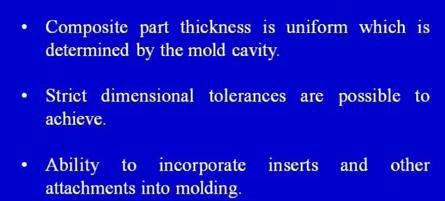 • Composite part thickness is uniform which is
determined by the mold cavity.
• Strict dimensional tolerances are possible to
achieve.
• Ability to incorporate inserts and other
attachments into molding.